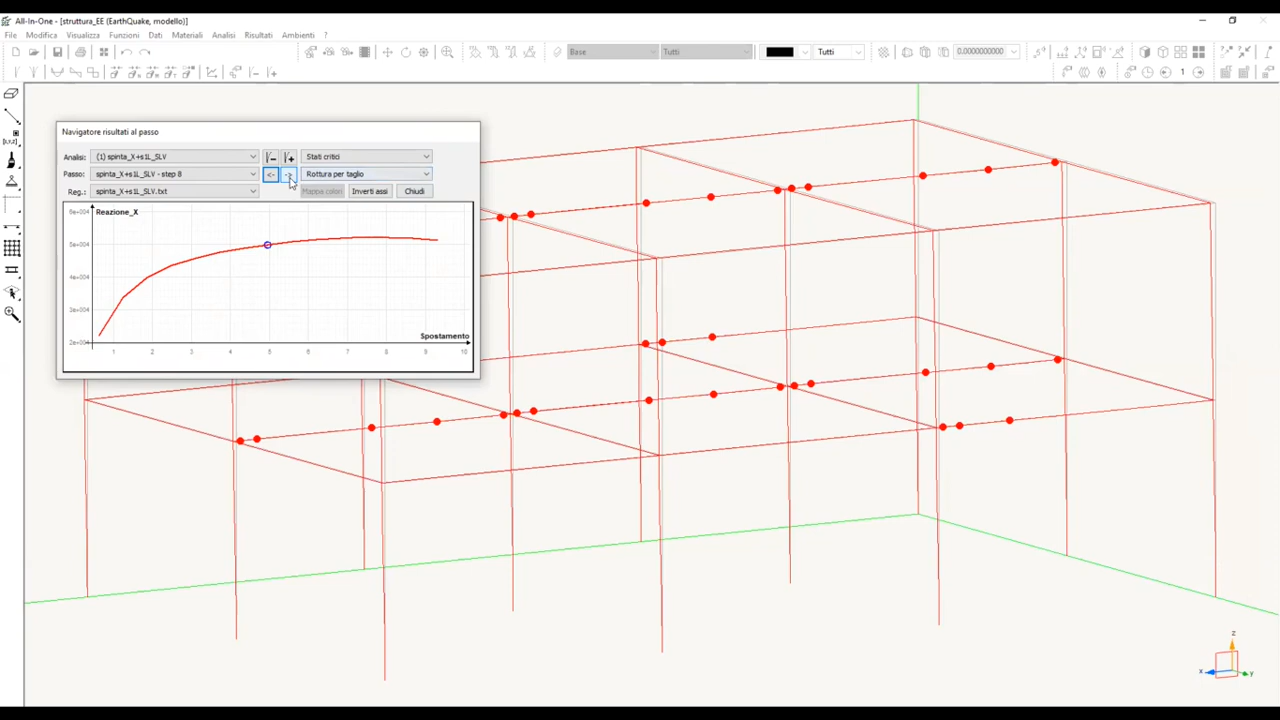 All-In-One - [struttura_EE (EarthQuake, modello)]
File Modifica Visualizza Funzioni Dati Materiali Analisi Risultati Ambienti ?
Base Tutti Tutti 0.0000000000
1
[x,y,z]
Navigatore risultati al passo
Analisi: (1) spinta_X+s1L_SLV Stati critici
Passo: spinta_X+s1L_SLV - step 8 <- -> Rottura per taglio
Reg.: spinta_X+s1L_SLV.txt Mappa colori Inverti assi Chiudi
6e+004 Reazione_X
5e+004
4e+004
3e+004
Spostamento
2e+004
1 2 3 4 5 6 7 8 9 10
z
x
y